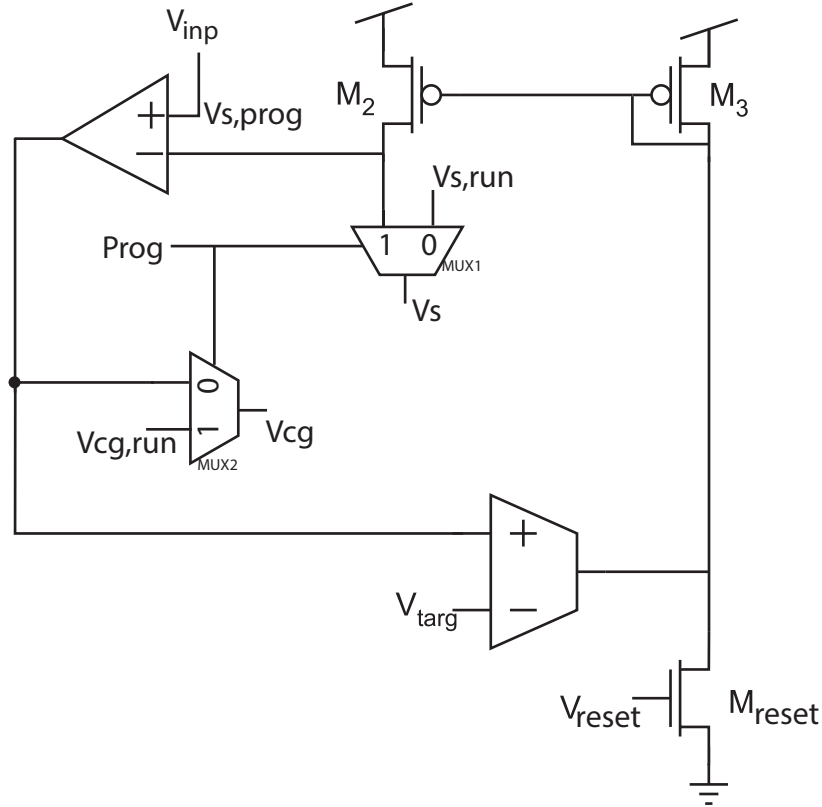 Vinp
M2
M3
+
Vs,prog
−
Vs,run
Prog
1 0
MUX1
Vs
0
Vcg,run
1
Vcg
MUX2
+
Vtarg
−
Vreset
Mreset